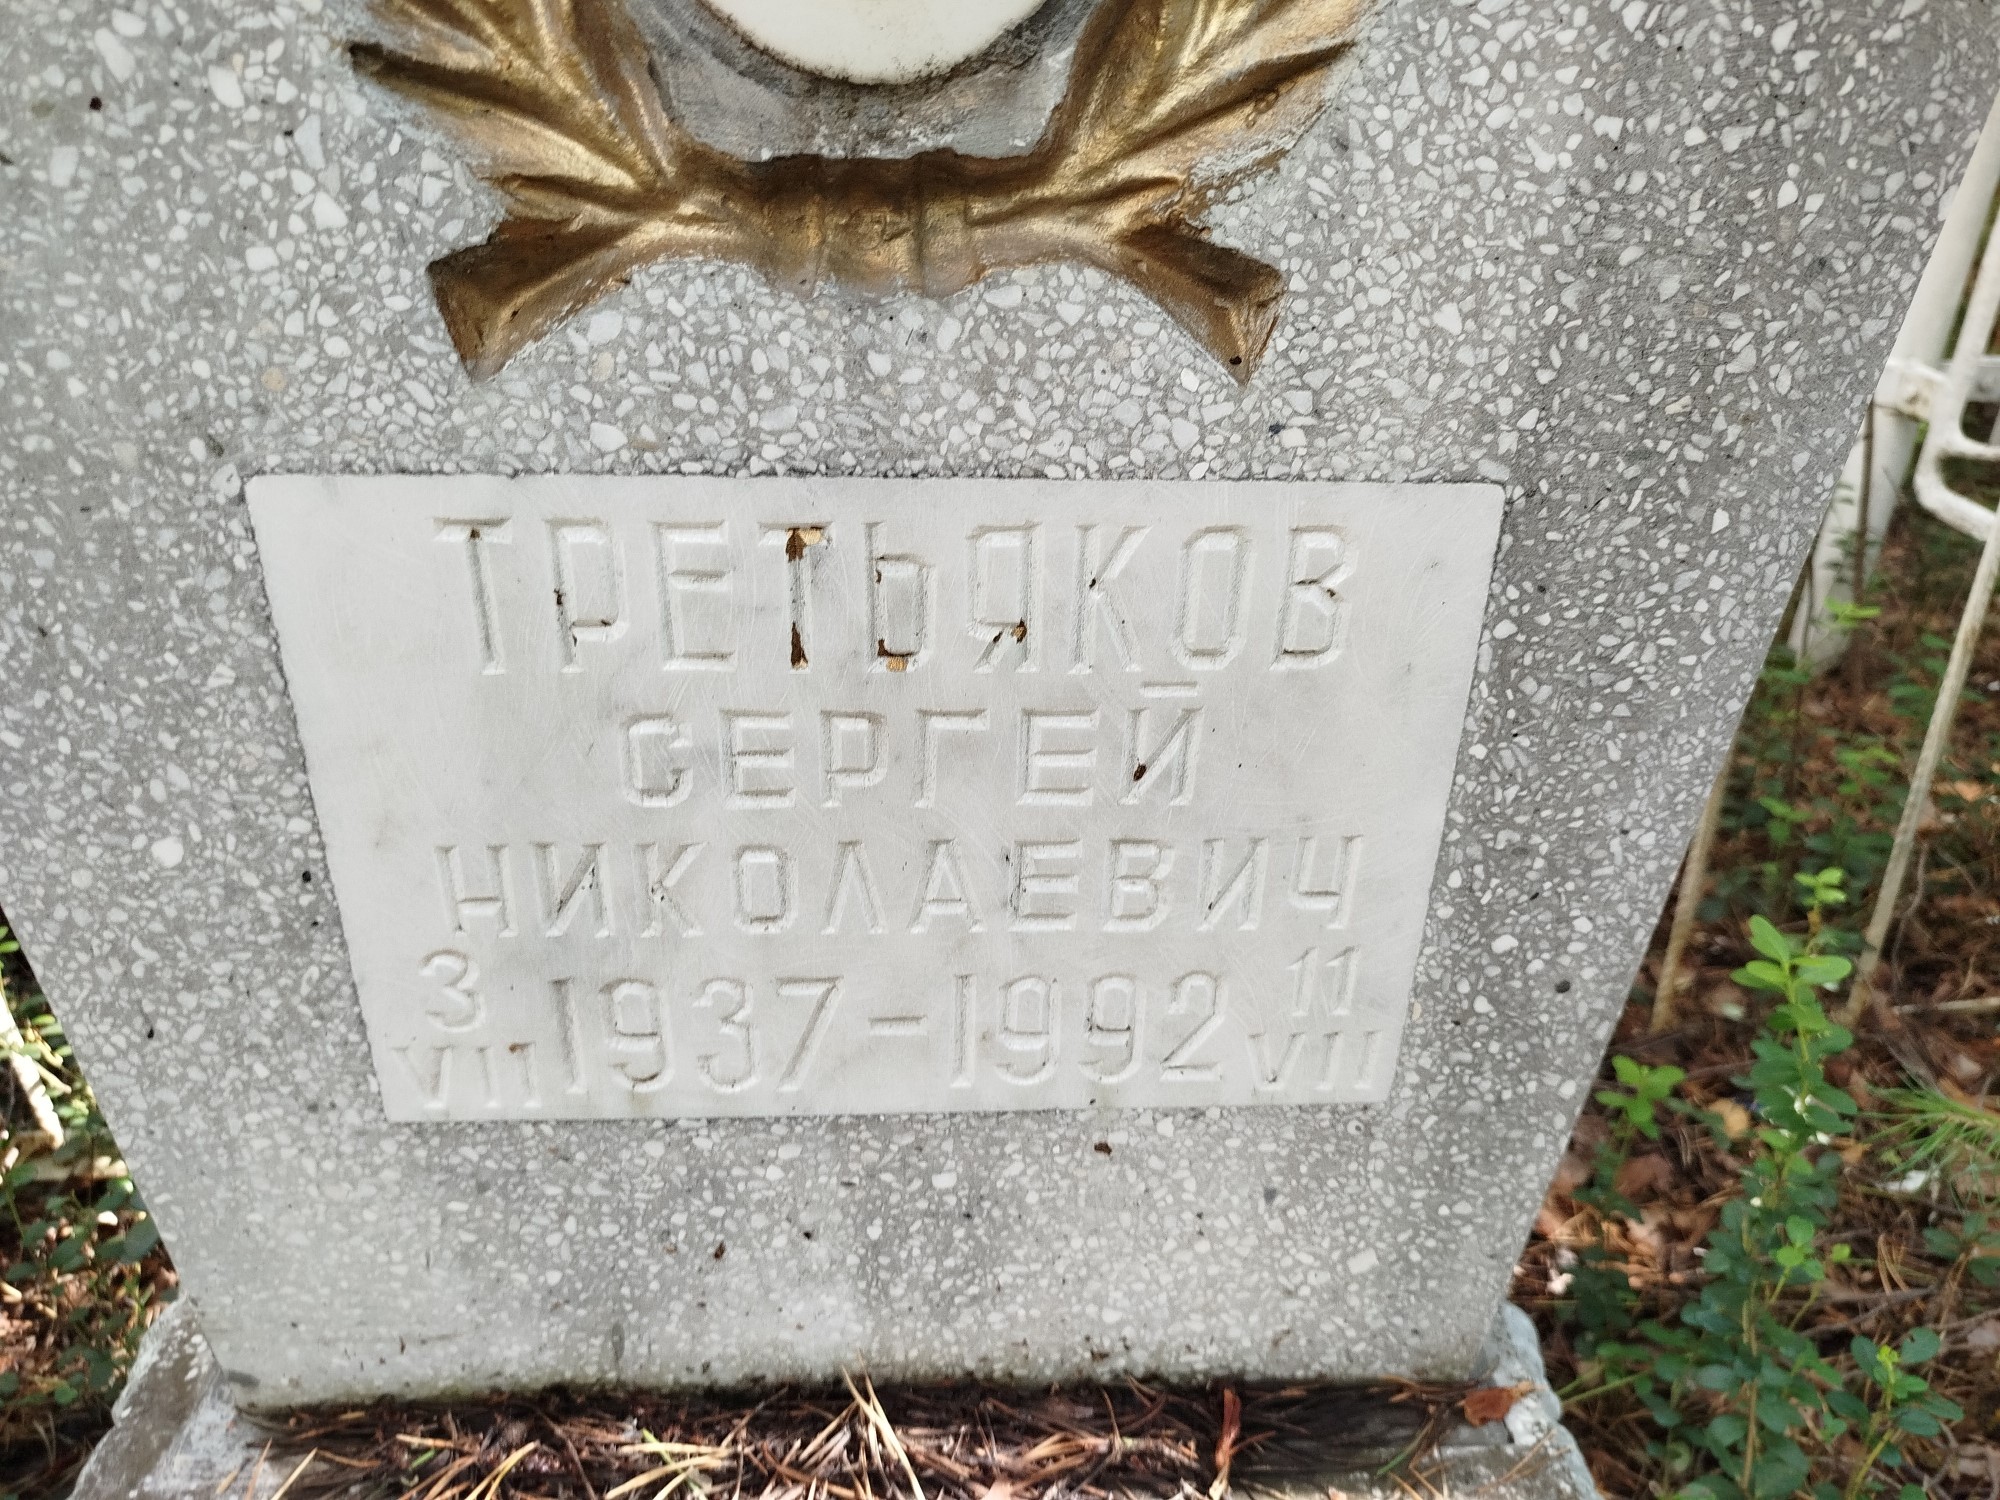 ТРЕТЬЯКОВ
СЕРГЕЙ
НИКОЛАЕВИЧ
3 VII 1937-1992 11 VII